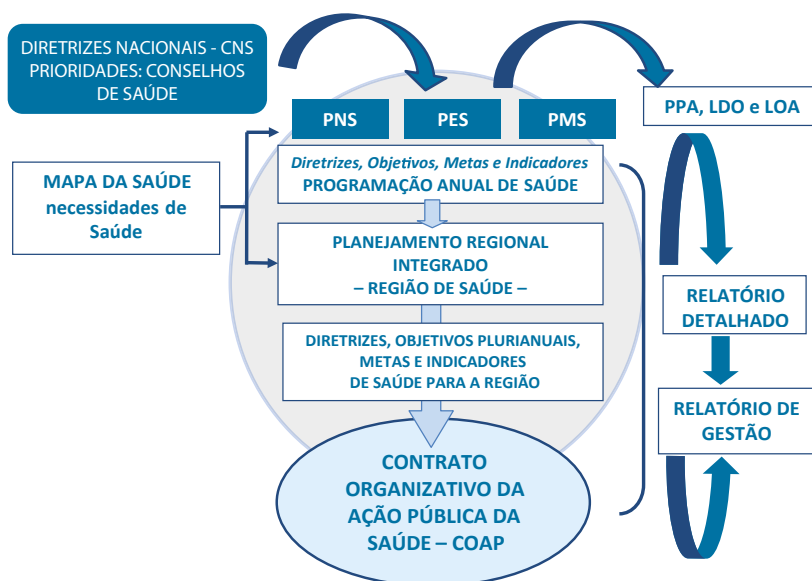 DIRETRIZES NACIONAIS - CNS
PRIORIDADES: CONSELHOS
DE SAÚDE
PNS
PES
PMS
PPA, LDO e LOA
Diretrizes, Objetivos, Metas e Indicadores
PROGRAMAÇÃO ANUAL DE SAÚDE
MAPA DA SAÚDE
necessidades de
Saúde
PLANEJAMENTO REGIONAL
INTEGRADO
– REGIÃO DE SAÚDE –
RELATÓRIO
DETALHADO
DIRETRIZES, OBJETIVOS PLURIANUAIS,
METAS E INDICADORES
DE SAÚDE PARA A REGIÃO
RELATÓRIO DE
GESTÃO
CONTRATO
ORGANIZATIVO DA
AÇÃO PÚBLICA DA
SAÚDE – COAP